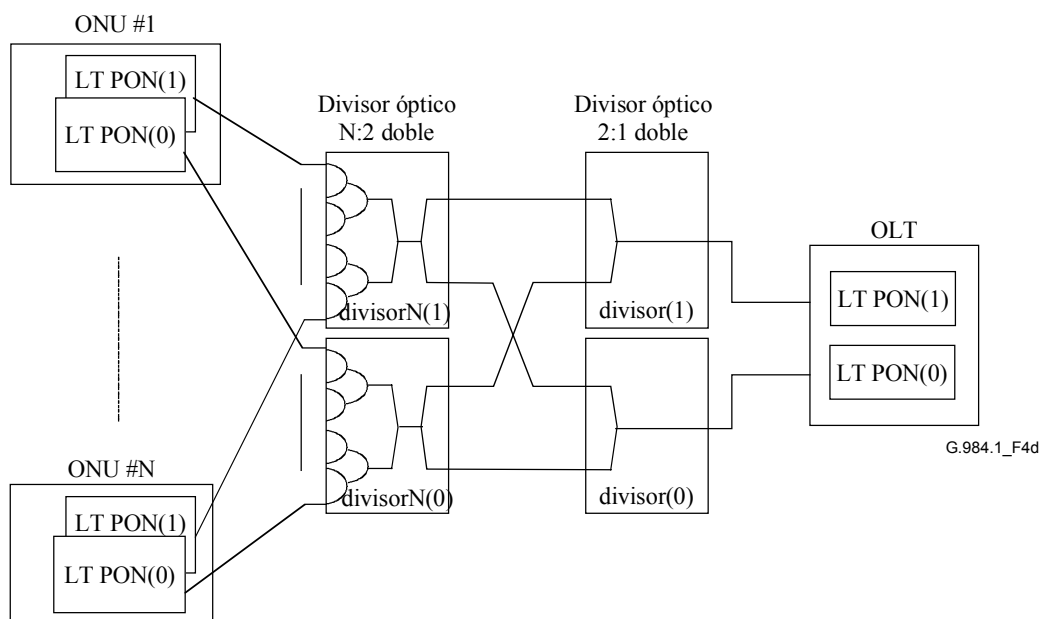 ONU #1
LT PON(1)
LT PON(0)
Divisor óptico
N:2 doble
Divisor óptico
2:1 doble
divisorN(1)
divisor(1)
OLT
LT PON(1)
LT PON(0)
divisorN(0)
divisor(0)
G.984.1_F4d
ONU #N
LT PON(1)
LT PON(0)